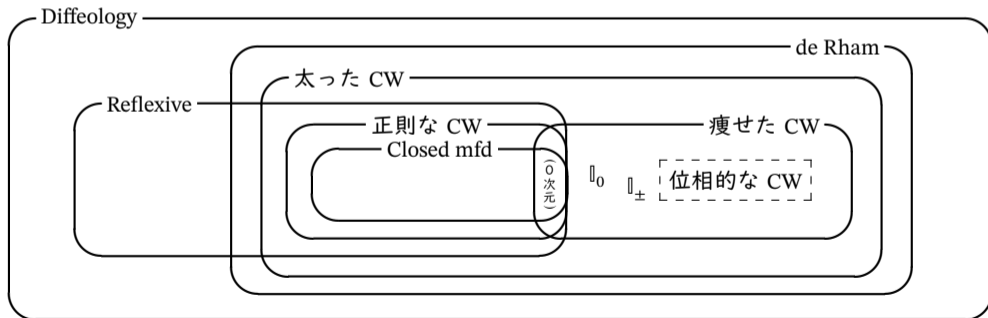 Diffeology
de Rham
太った CW
Reflexive
正則な CW
痩せた CW
Closed mfd
(0次元)
𝕀₀
𝕀±
位相的な CW